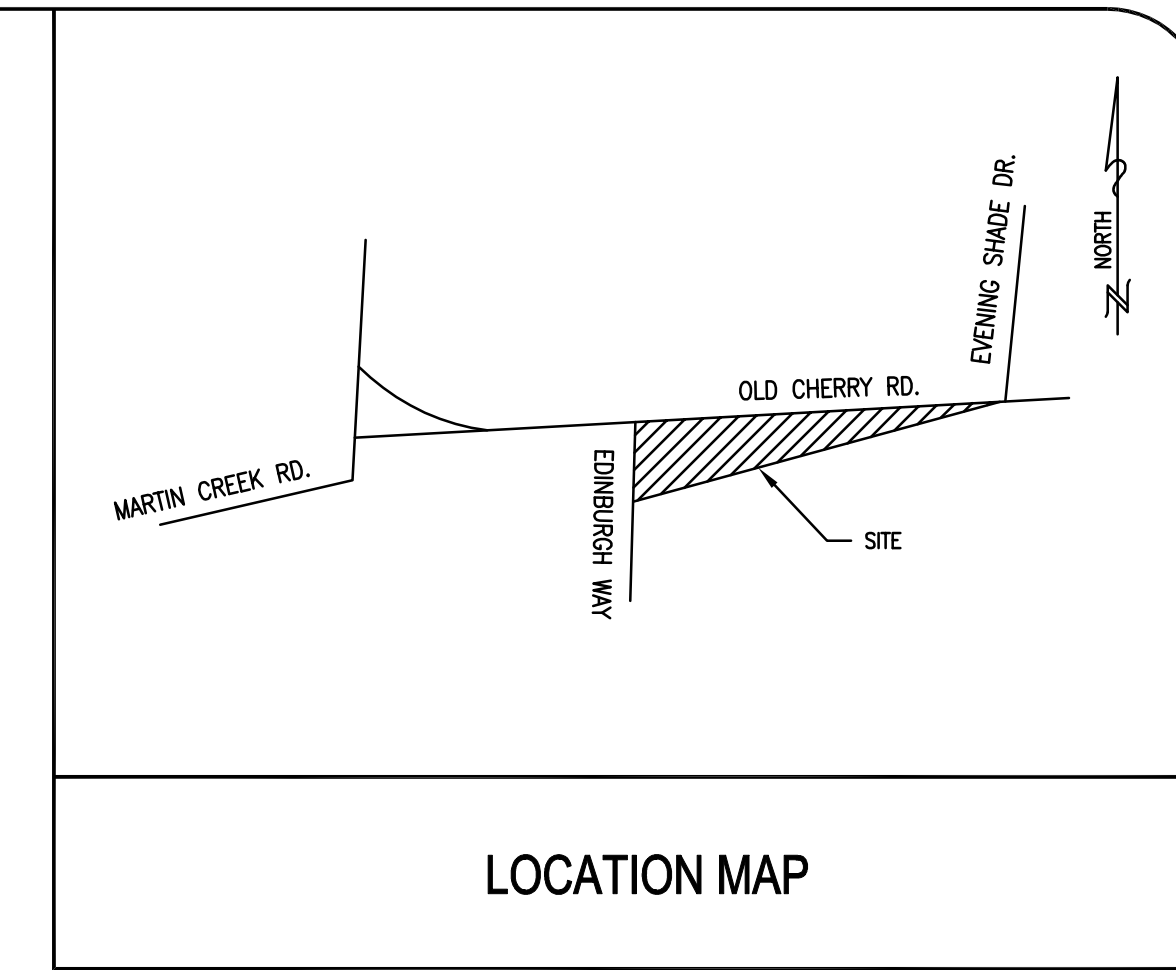 EVENING SHADE DR.
NORTH
OLD CHERRY RD.
MARTIN CREEK RD.
EDINBURGH WAY
SITE
LOCATION MAP